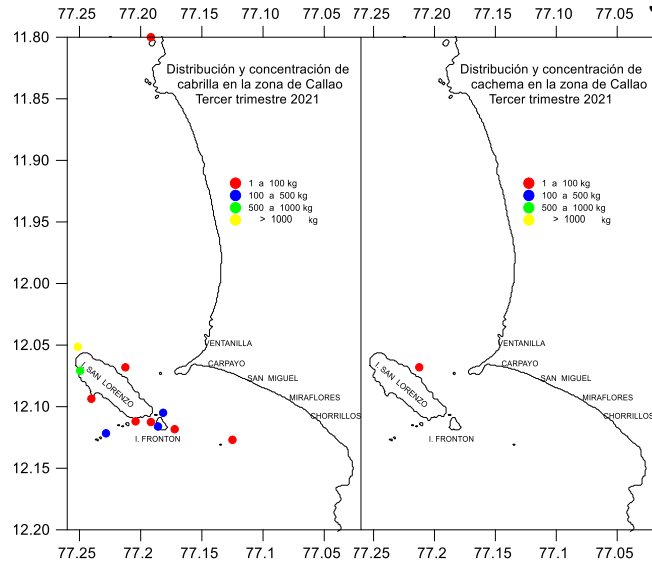 77.25 77.2 77.15 77.1 77.05 77.25 77.2 77.15 77.1 77.05
11.80
11.85
11.90
11.95
12.00
12.05
12.10
12.15
12.20
Distribución y concentración de
cabrilla en la zona de Callao
Tercer trimestre 2021
1 a 100 kg
100 a 500 kg
500 a 1000 kg
> 1000 kg
VENTANILLA
CARPAYO
SAN MIGUEL
MIRAFLORES
CHORRILLOS
I. SAN LORENZO
I. FRONTON
Distribución y concentración de
cachema en la zona de Callao
Tercer trimestre 2021
1 a 100 kg
100 a 500 kg
500 a 1000 kg
> 1000 kg
VENTANILLA
CARPAYO
SAN MIGUEL
MIRAFLORES
CHORRILLOS
I. SAN LORENZO
I. FRONTON
77.25 77.2 77.15 77.1 77.05 77.25 77.2 77.15 77.1 77.05